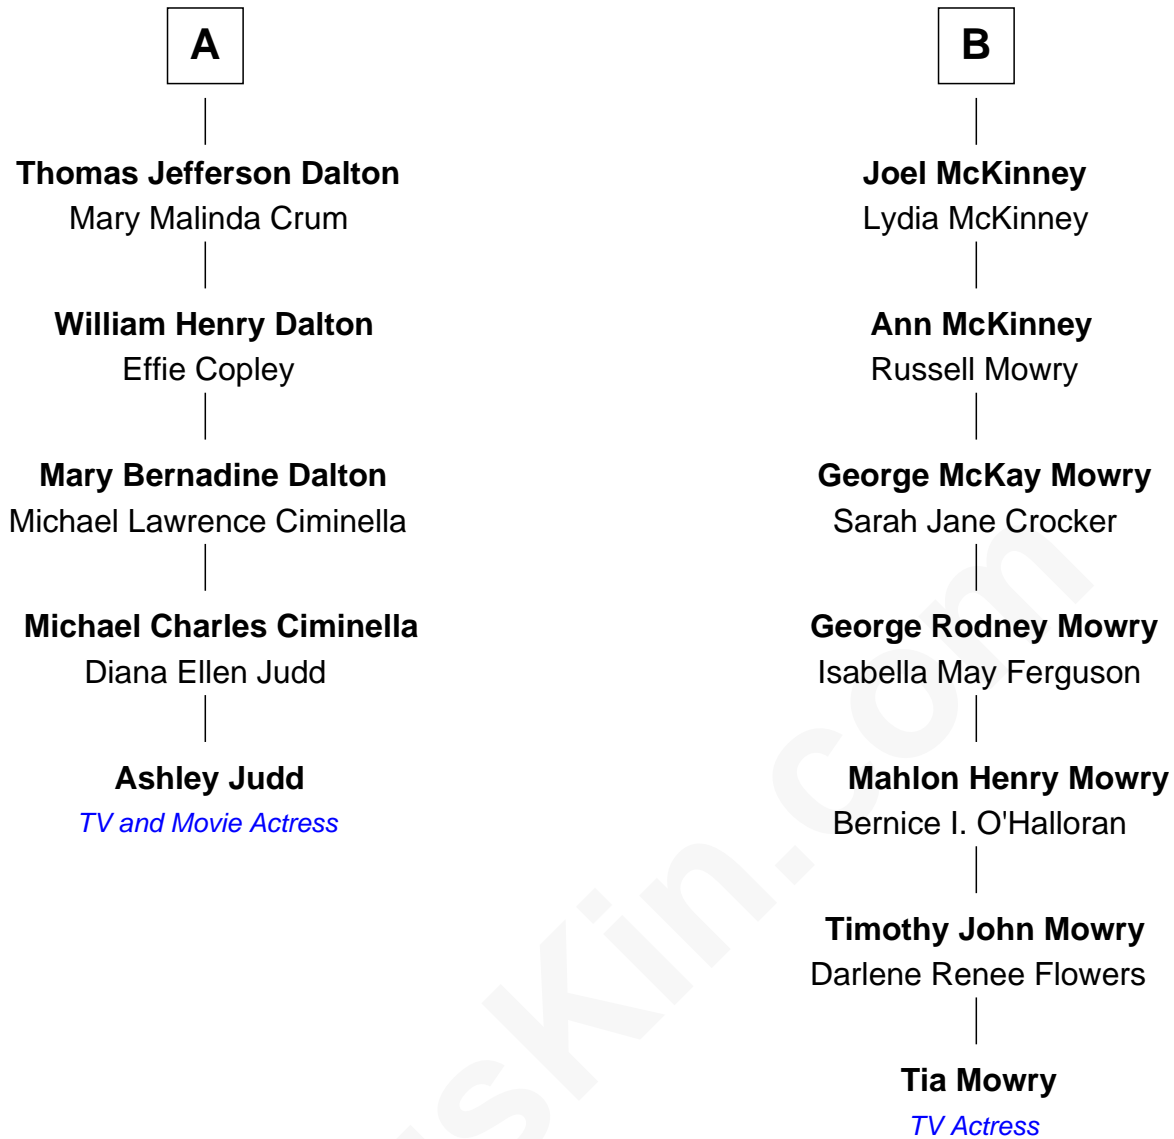 A
Thomas Jefferson Dalton
Mary Malinda Crum
William Henry Dalton
Effie Copley
Mary Bernadine Dalton
Michael Lawrence Ciminella
Michael Charles Ciminella
Diana Ellen Judd
Ashley Judd
TV and Movie Actress
B
Joel McKinney
Lydia McKinney
Ann McKinney
Russell Mowry
George McKay Mowry
Sarah Jane Crocker
George Rodney Mowry
Isabella May Ferguson
Mahlon Henry Mowry
Bernice I. O'Halloran
Timothy John Mowry
Darlene Renee Flowers
Tia Mowry
TV Actress
usKin.com